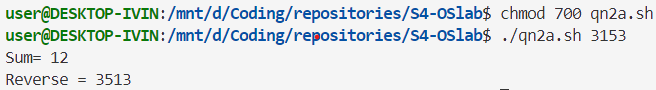 user@DESKTOP-IVIN:/mnt/d/Coding/repositories/S4-OSlab$ chmod 700 qn2a.sh
user@DESKTOP-IVIN:/mnt/d/Coding/repositories/S4-OSlab$ ./qn2a.sh 3153
Sum= 12
Reverse = 3513